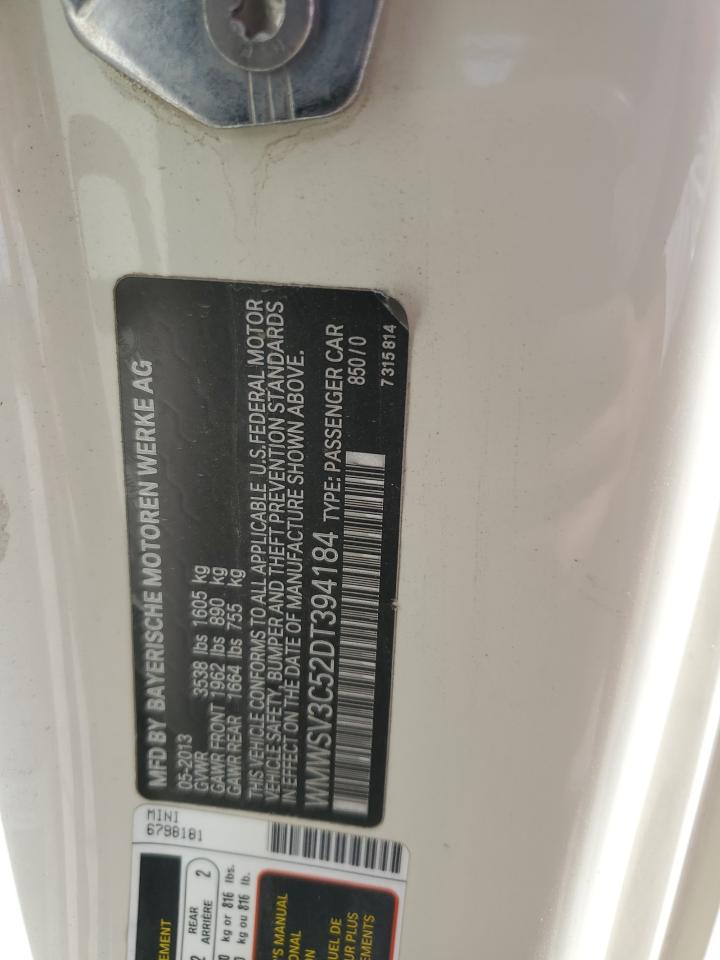 MFD BY BAYERISCHE MOTOREN WERKE AG
05-2013
GVWR 3538 lbs 1605 kg
GAWR FRONT 1962 lbs 890 kg
GAWR REAR 1664 lbs 755 kg
THIS VEHICLE CONFORMS TO ALL APPLICABLE U.S.FEDERAL MOTOR
VEHICLE SAFETY, BUMPER AND THEFT PREVENTION STANDARDS
IN EFFECT ON THE DATE OF MANUFACTURE SHOWN ABOVE.
WMWSV3C52DT394184 TYPE: PASSENGER CAR
850/0
7315814
MINI
6798181
REAR
ARRIÈRE
2
kg or 816 lbs.
kg ou 816 lb.
MANUAL